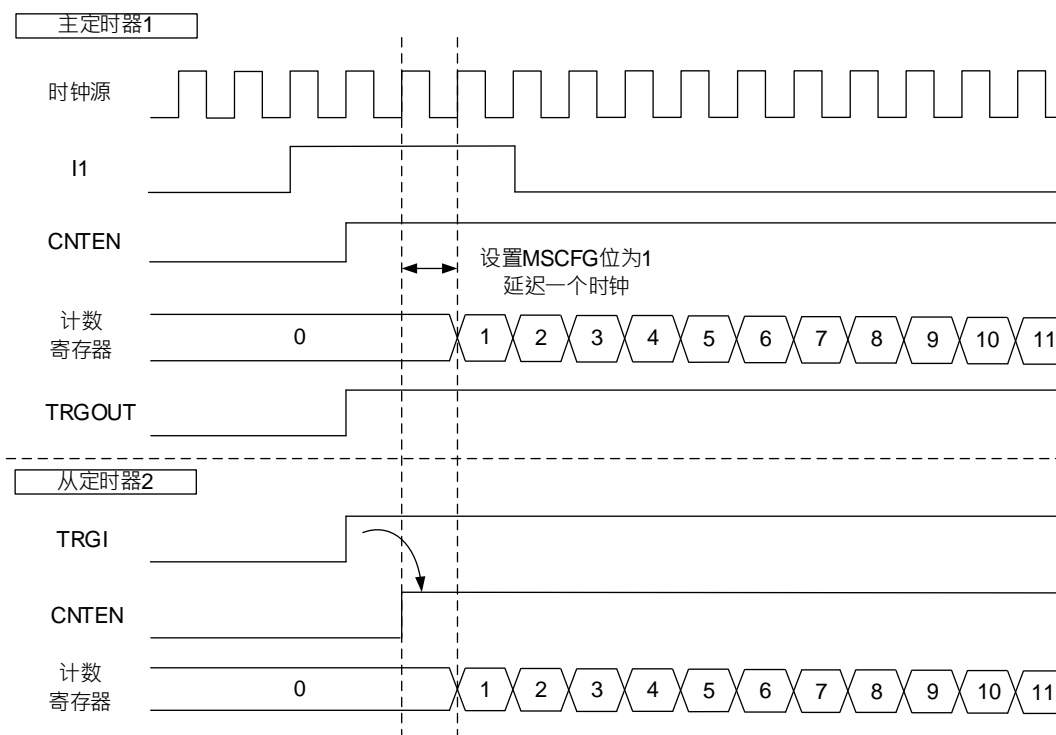 主定时器1
时钟源
I1
CNTEN
设置MSCFG位为1
延迟一个时钟
计数
寄存器
0 1 2 3 4 5 6 7 8 9 10 11
TRGOUT
从定时器2
TRGI
CNTEN
计数
寄存器
0 1 2 3 4 5 6 7 8 9 10 11